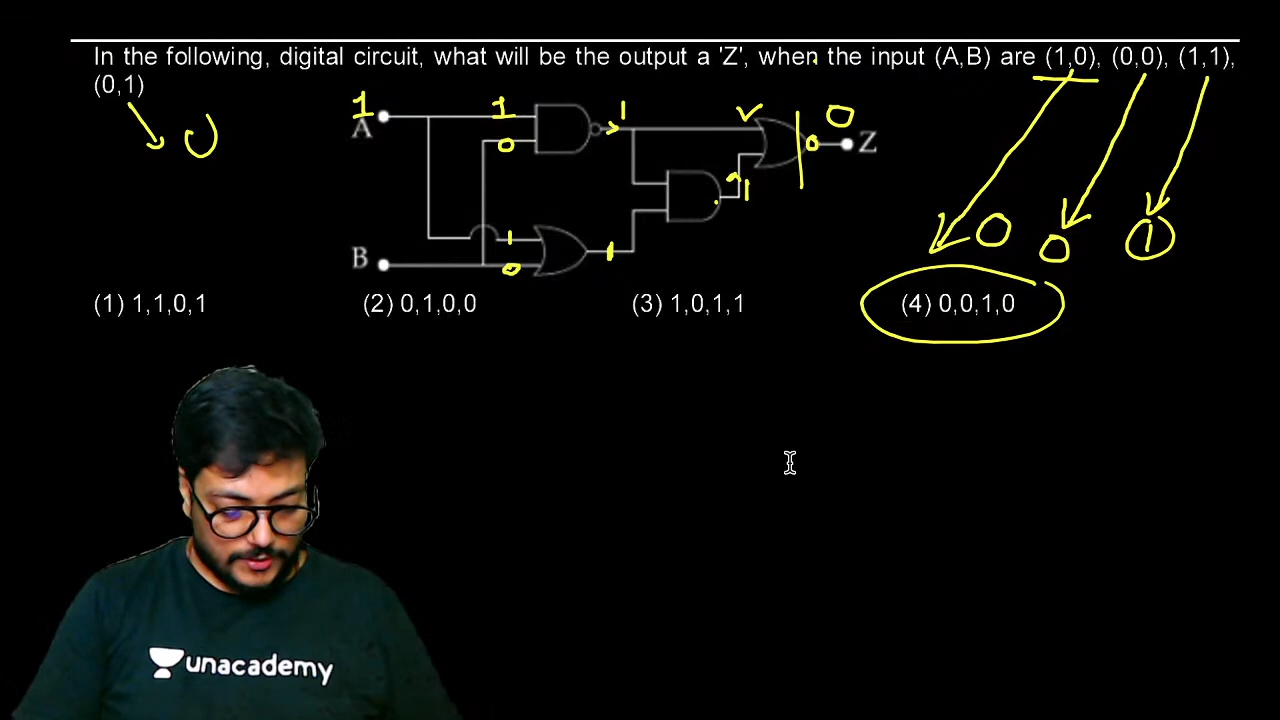 In the following, digital circuit, what will be the output a 'Z', when the input (A,B) are (1,0), (0,0), (1,1),
(0,1)
1 1 1 0
A 0 Z
0
1
0 0 1
1 1
B 0
(1) 1,1,0,1 (2) 0,1,0,0 (3) 1,0,1,1 (4) 0,0,1,0
unacademy